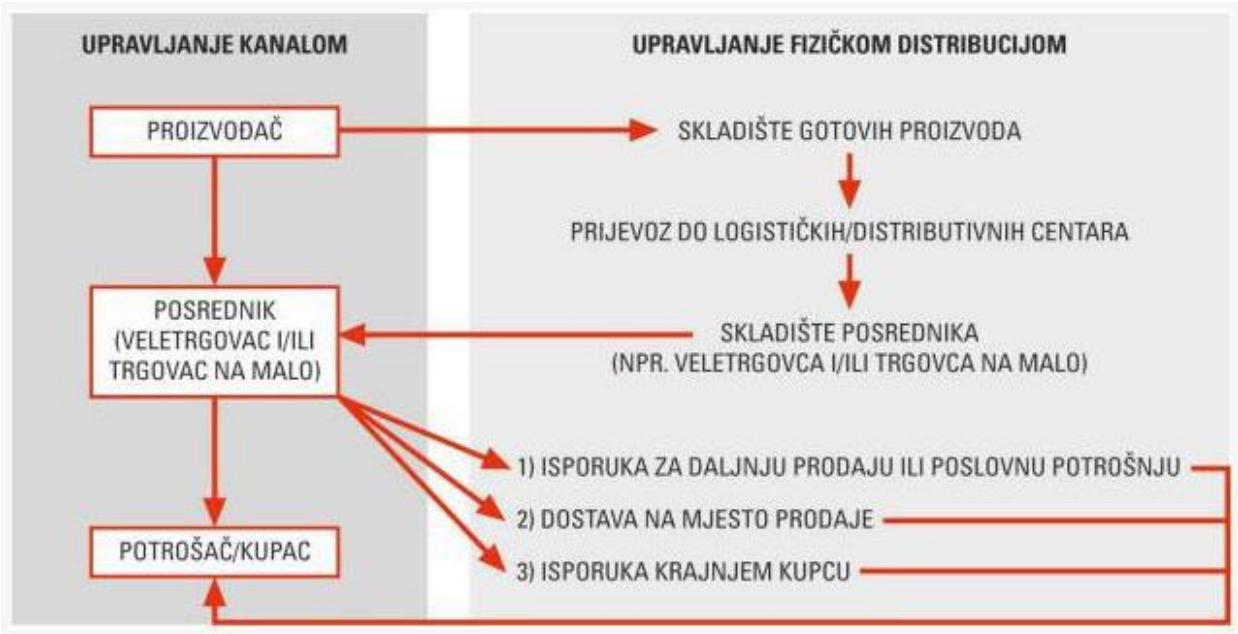 UPRAVLJANJE KANALOM
UPRAVLJANJE FIZIČKOM DISTRIBUCIJOM
PROIZVOĐAČ
SKLADIŠTE GOTOVIH PROIZVODA
PRIJEVOZ DO LOGISTIČKIH/DISTRIBUTIVNIH CENTARA
POSREDNIK
(VELETRGOVAC I/ILI
TRGOVAC NA MALO)
SKLADIŠTE POSREDNIKA
(NPR. VELETRGOVCA I/ILI TRGOVCA NA MALO)
1) ISPORUKA ZA DALJNJU PRODAJU ILI POSLOVNU POTROŠNJU
2) DOSTAVA NA MJESTO PRODAJE
3) ISPORUKA KRAJNJEM KUPCU
POTROŠAČ/KUPAC